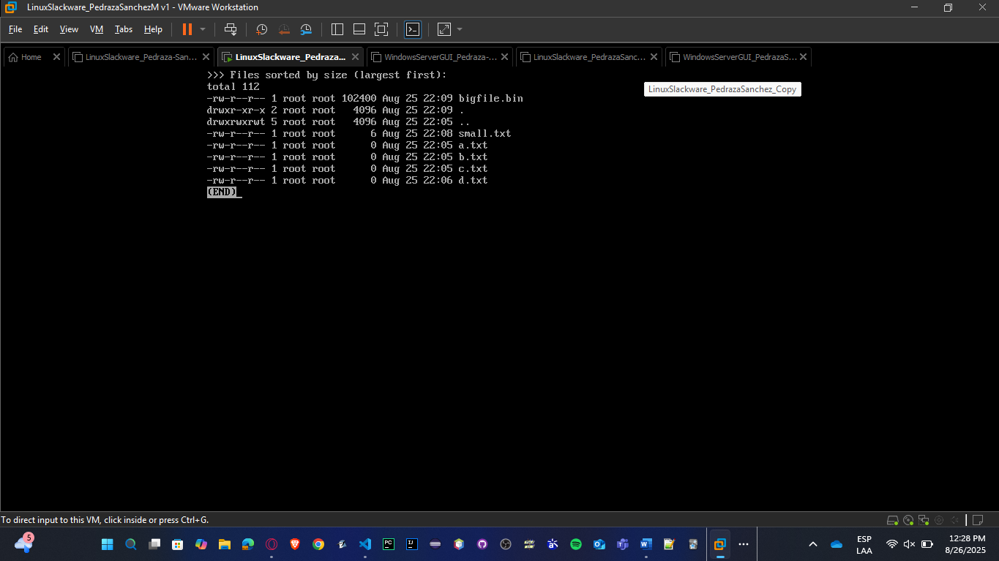 LinuxSlackware_PedrazaSanchezM v1 - VMware Workstation
File Edit View VM Tabs Help
Home LinuxSlackware_Pedraza-San... LinuxSlackware_Pedraza... WindowsServerGUI_Pedraza-... LinuxSlackware_PedrazaSanc... WindowsServerGUI_PedrazaS...
>>> Files sorted by size (largest first):
total 112
LinuxSlackware_PedrazaSanchez_Copy
-rw-r--r-- 1 root root 102400 Aug 25 22:09 bigfile.bin
drwxr-xr-x 2 root root   4096 Aug 25 22:09 .
drwxrwxrwt 5 root root   4096 Aug 25 22:05 ..
-rw-r--r-- 1 root root      6 Aug 25 22:08 small.txt
-rw-r--r-- 1 root root      0 Aug 25 22:05 a.txt
-rw-r--r-- 1 root root      0 Aug 25 22:05 b.txt
-rw-r--r-- 1 root root      0 Aug 25 22:05 c.txt
-rw-r--r-- 1 root root      0 Aug 25 22:06 d.txt
(END)
To direct input to this VM, click inside or press Ctrl+G.
5
ESP
LAA
12:28 PM
8/26/2025